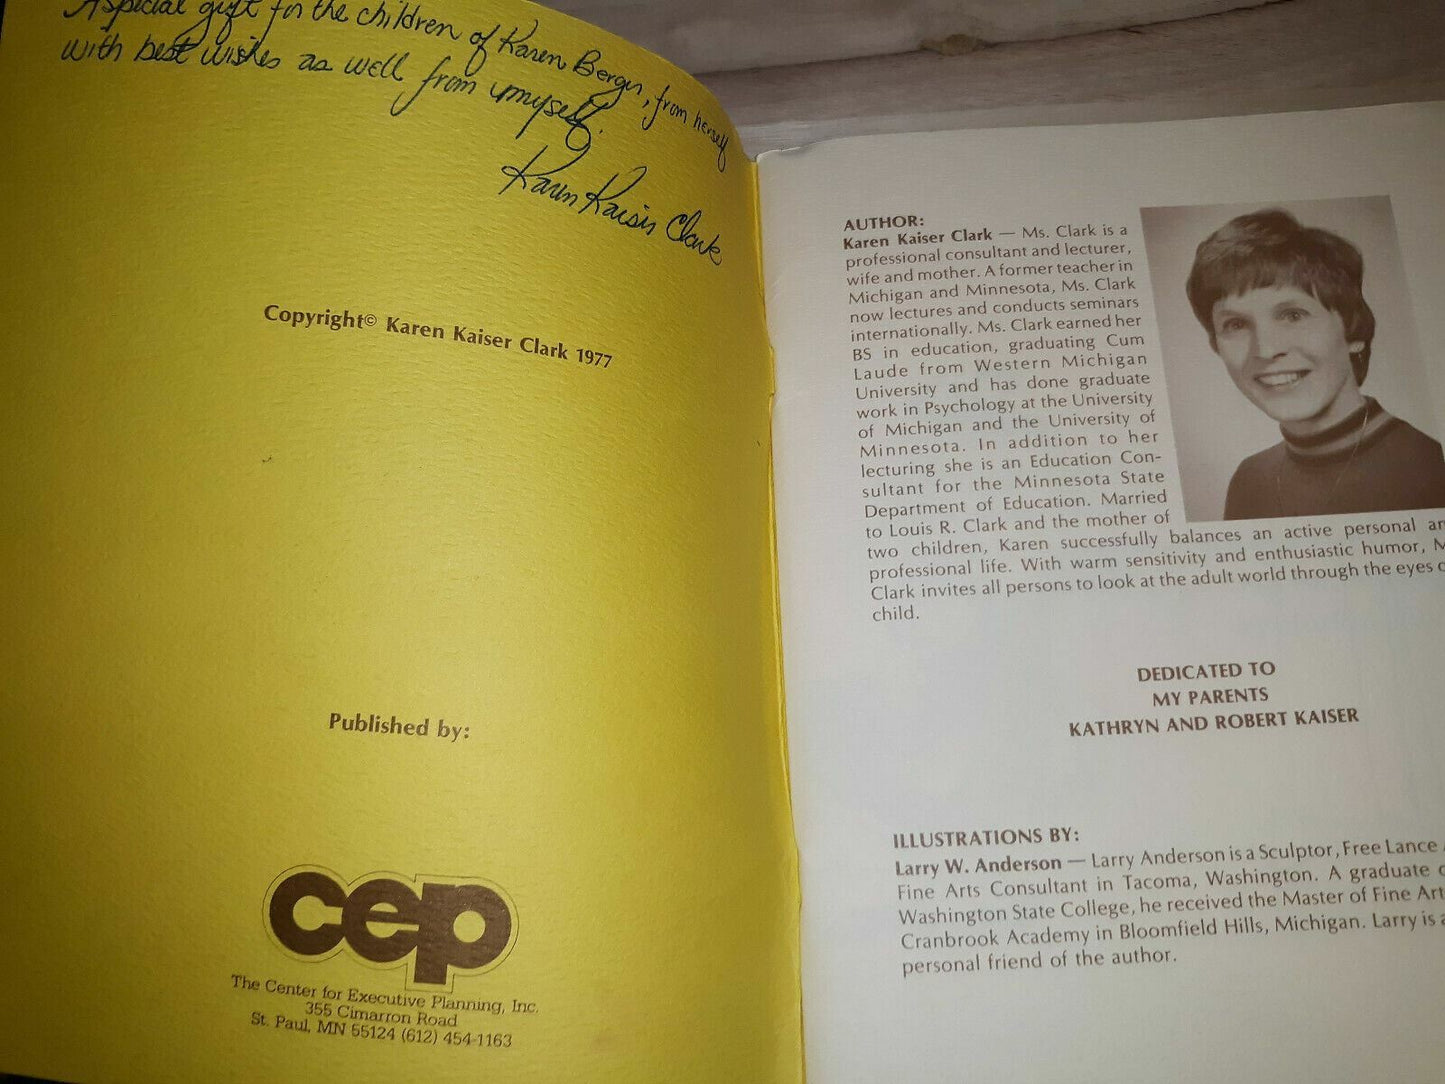 A special gift for the children of Karen Berger, from herself
with best wishes as well from myself.
Karen Kaiser Clark
Copyright© Karen Kaiser Clark 1977
Published by:
cep
The Center for Executive Planning, Inc.
355 Cimarron Road
St. Paul, MN 55124 (612) 454-1163
AUTHOR:
Karen Kaiser Clark — Ms. Clark is a
professional consultant and lecturer,
wife and mother. A former teacher in
Michigan and Minnesota, Ms. Clark
now lectures and conducts seminars
internationally. Ms. Clark earned her
BS in education, graduating Cum
Laude from Western Michigan
University and has done graduate
work in Psychology at the University
of Michigan and the University of
Minnesota. In addition to her
lecturing she is an Education Con-
sultant for the Minnesota State
Department of Education. Married
to Louis R. Clark and the mother of
two children, Karen successfully balances an active personal an
professional life. With warm sensitivity and enthusiastic humor, M
Clark invites all persons to look at the adult world through the eyes o
child.
DEDICATED TO
MY PARENTS
KATHRYN AND ROBERT KAISER
ILLUSTRATIONS BY:
Larry W. Anderson — Larry Anderson is a Sculptor, Free Lance
Fine Arts Consultant in Tacoma, Washington. A graduate o
Washington State College, he received the Master of Fine Art
Cranbrook Academy in Bloomfield Hills, Michigan. Larry is a
personal friend of the author.